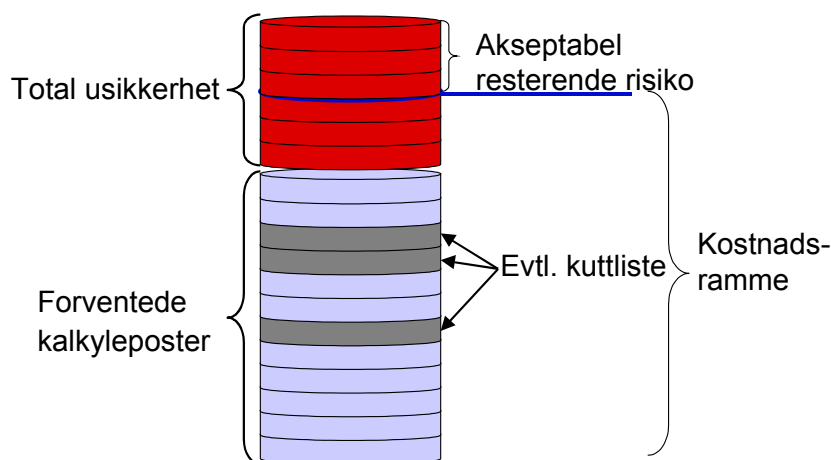 Total usikkerhet
Akseptabel
resterende risiko
Forventede
kalkyleposter
Evtl. kuttliste
Kostnads-
ramme